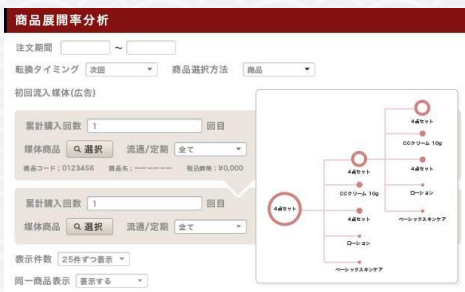 商品展開率分析
注文期間 ～
転換タイミング 次回 商品選択方法 商品
初回流入媒体(広告)
累計購入回数 1 回目
媒体商品 選択 流通/定期 全て
商品コード：0123456 商品名：ーーーーーー 税込価格：¥0,000
累計購入回数 1 回目
媒体商品 選択 流通/定期 全て
表示件数 25件ずつ表示
同一商品表示 表示する
4点セット
4点セット
CCクリーム 10g
4点セット
ローション
ベーシックスキンケア
4点セット
CCクリーム 10g
4点セット
ローション
ベーシックスキンケア